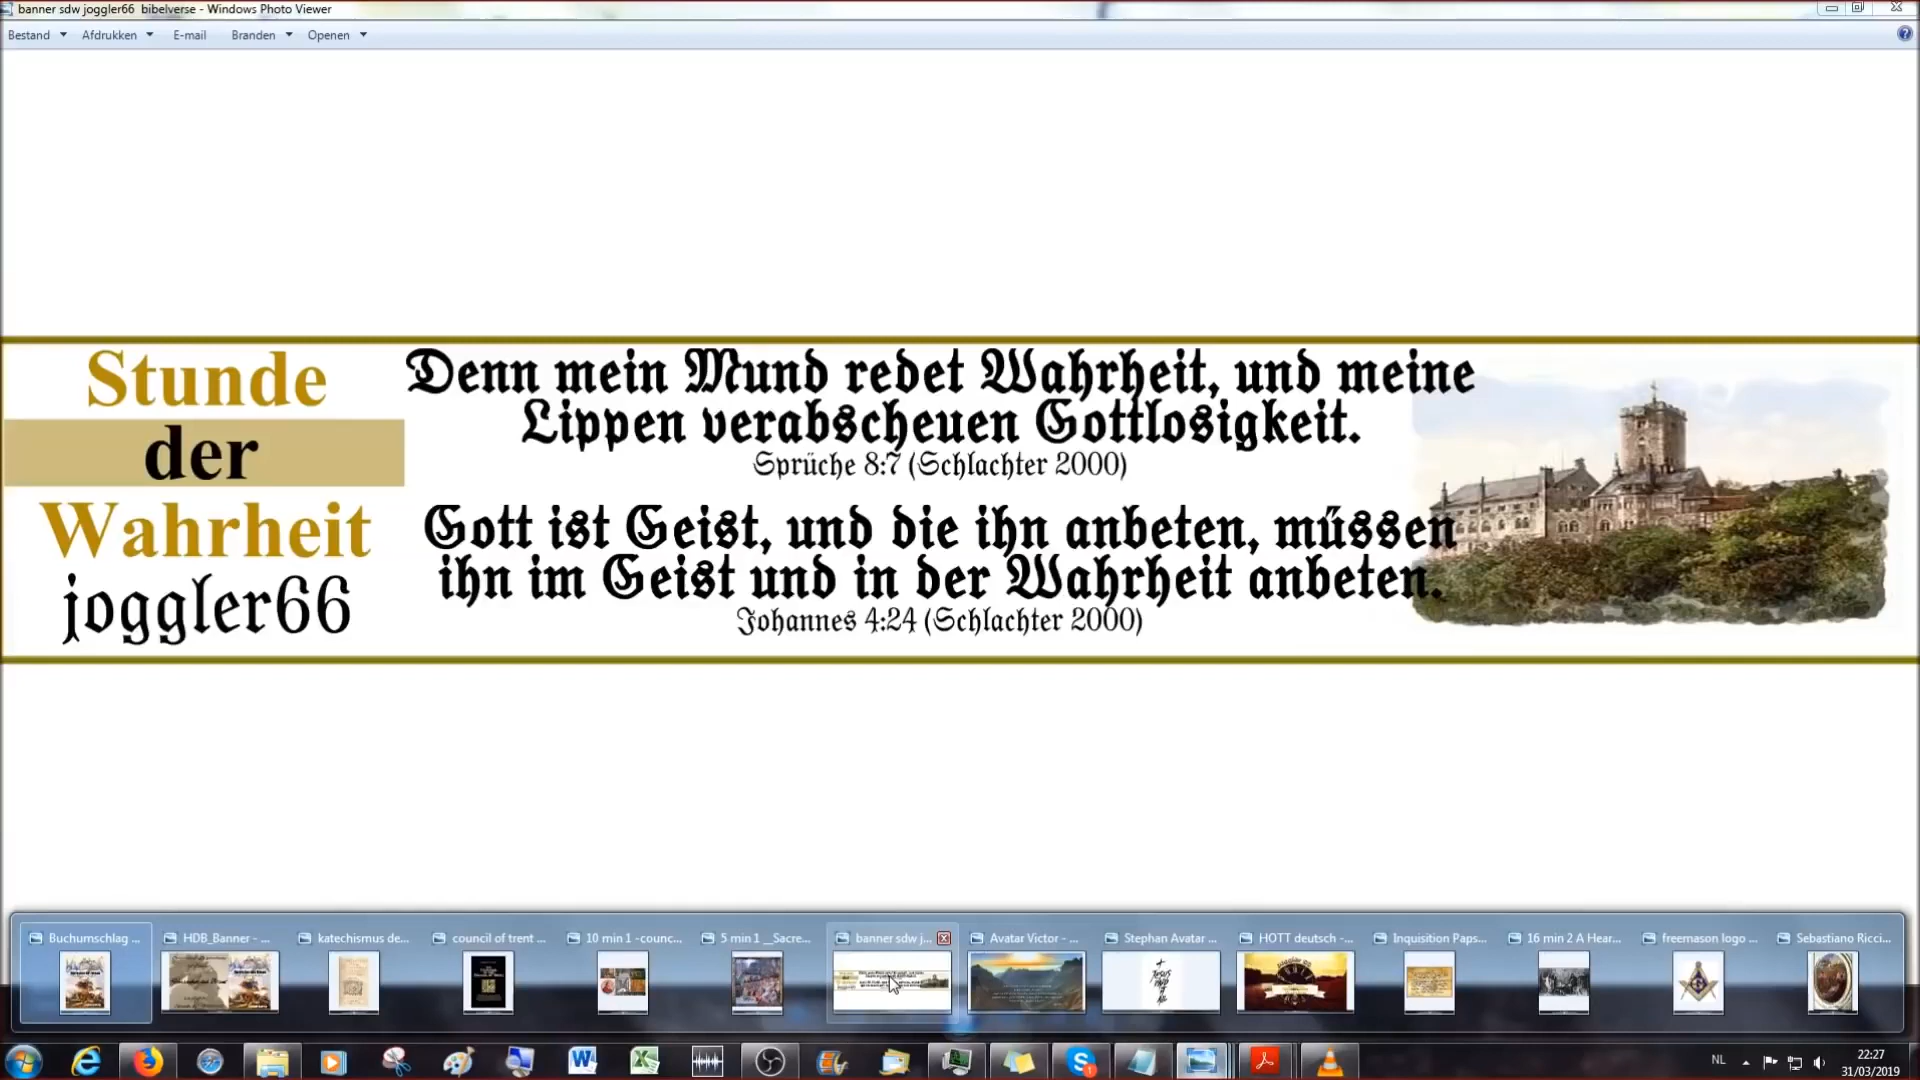 banner sdw joggler66 bibelverse - Windows Photo Viewer
Bestand Afdrukken E-mail Branden Openen
Stunde
der
Wahrheit
joggler66
Denn mein Mund redet Wahrheit, und meine
Lippen verabscheuen Gottlosigkeit.
Sprüche 8:7 (Schlachter 2000)
Gott ist Geist, und die ihn anbeten, müssen
ihn im Geist und in der Wahrheit anbeten.
Johannes 4:24 (Schlachter 2000)
Buchumschlag ... HDB_Banner - ... katechismus de... council of trent ... 10 min 1 -counc... 5 min 1 __Sacre... banner sdw j... Avatar Victor - ... Stephan Avatar ... HOTT deutsch -... Inquisition Paps... 16 min 2 A Hear... freemason logo ... Sebastiano Ricci...
NL 22:27
31/03/2019